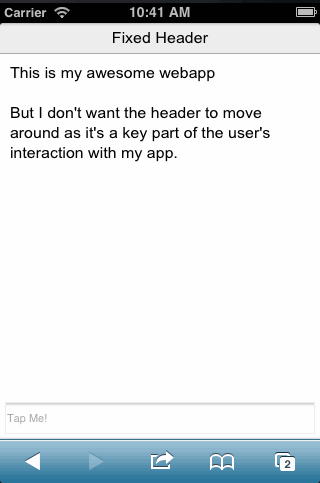 Carrier 10:41 AM
Fixed Header
This is my awesome webapp
But I don't want the header to move
around as it's a key part of the user's
interaction with my app.
Tap Me!
2